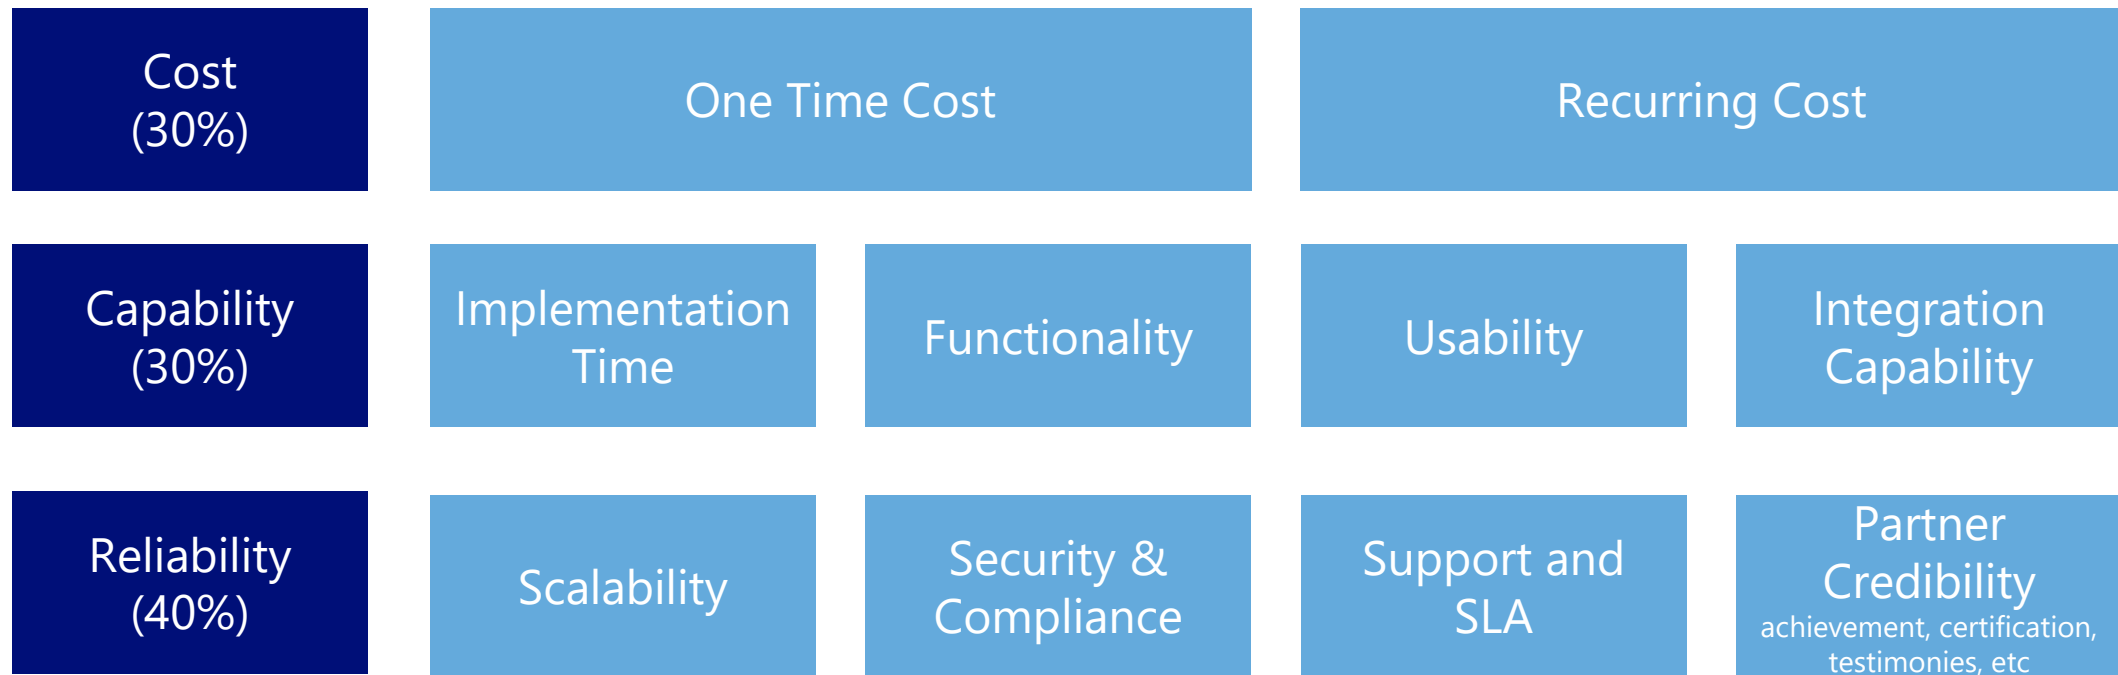 Cost
(30%)
One Time Cost
Recurring Cost
Capability
(30%)
Implementation
Time
Functionality
Usability
Integration
Capability
Reliability
(40%)
Scalability
Security &
Compliance
Support and
SLA
Partner
Credibility
achievement, certification,
testimonies, etc